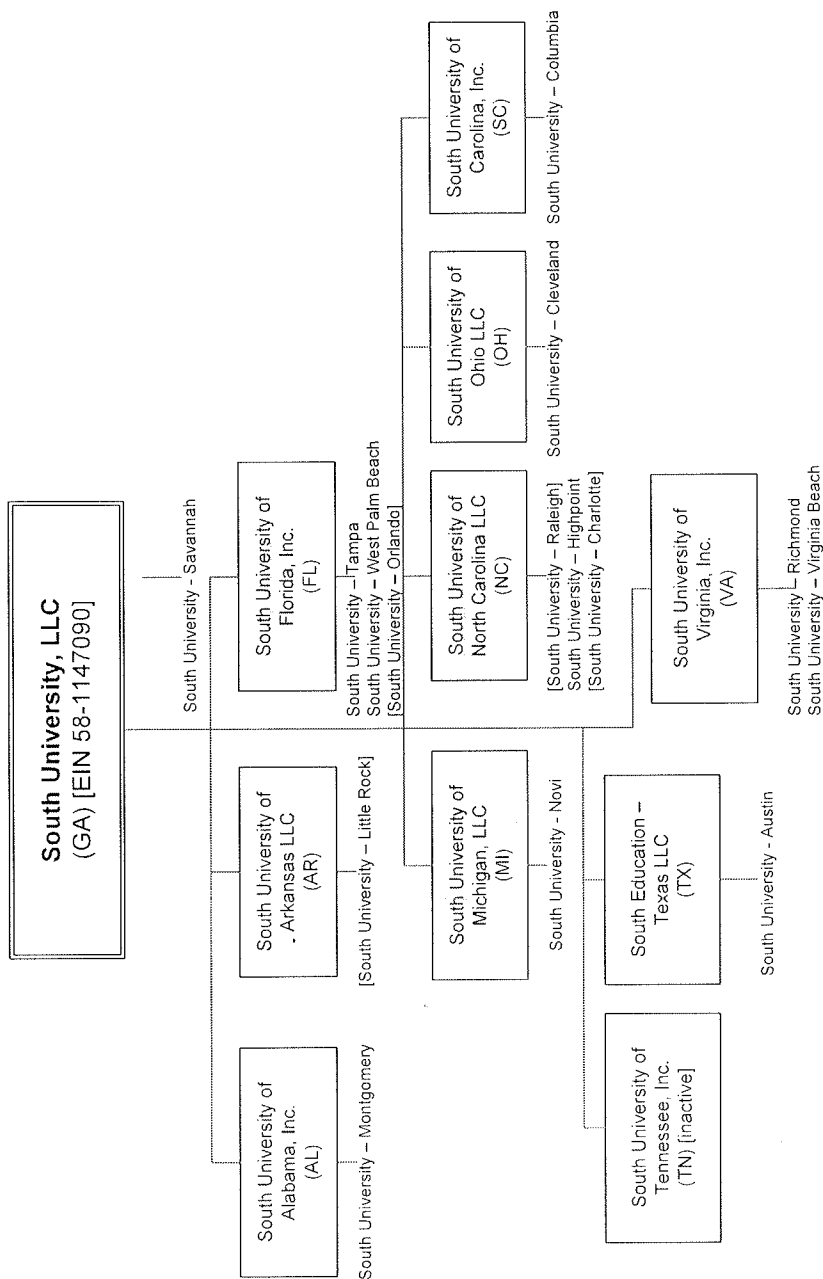 South University, LLC
(GA) [EIN 58-1147090]
South University - Savannah
South University of
Alabama, Inc.
(AL)
South University – Montgomery
South University of
- Arkansas LLC
(AR)
[South University – Little Rock]
South University of
Florida, Inc.
(FL)
South University – Tampa
South University – West Palm Beach
[South University – Orlando]
South University of
Michigan, LLC
(MI)
South University - Novi
South University of
North Carolina LLC
(NC)
[South University – Raleigh]
South University – Highpoint
[South University – Charlotte]
South University of
Ohio LLC
(OH)
South University – Cleveland
South University of
Carolina, Inc.
(SC)
South University – Columbia
South University of
Tennessee, Inc.
(TN) [inactive]
South Education –
Texas LLC
(TX)
South University - Austin
South University of
Virginia, Inc.
(VA)
South University – Richmond
South University – Virginia Beach